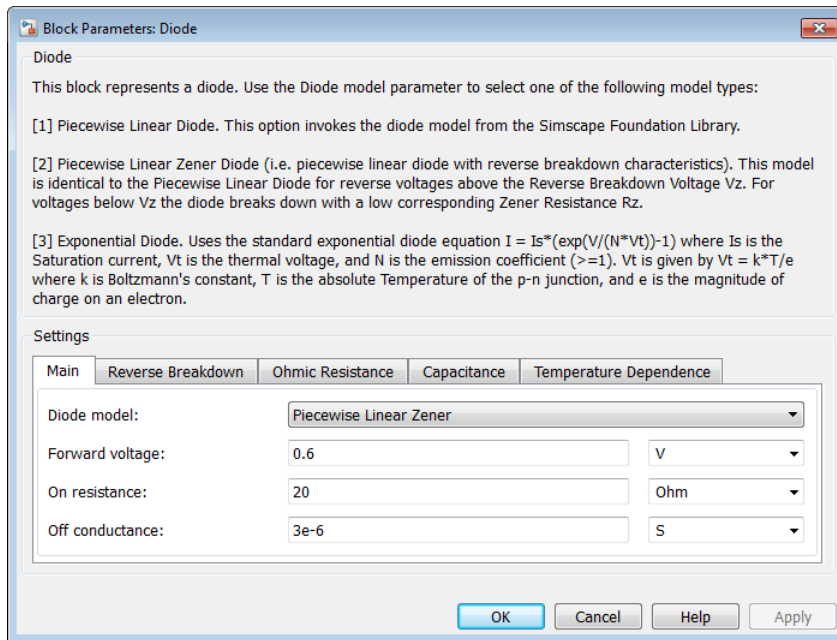 Block Parameters: Diode
Diode
This block represents a diode. Use the Diode model parameter to select one of the following model types:
[1] Piecewise Linear Diode. This option invokes the diode model from the Simscape Foundation Library.
[2] Piecewise Linear Zener Diode (i.e. piecewise linear diode with reverse breakdown characteristics). This model
is identical to the Piecewise Linear Diode for reverse voltages above the Reverse Breakdown Voltage Vz. For
voltages below Vz the diode breaks down with a low corresponding Zener Resistance Rz.
[3] Exponential Diode. Uses the standard exponential diode equation I = Is*(exp(V/(N*Vt))-1) where Is is the
Saturation current, Vt is the thermal voltage, and N is the emission coefficient (>=1). Vt is given by Vt = k*T/e
where k is Boltzmann's constant, T is the absolute Temperature of the p-n junction, and e is the magnitude of
charge on an electron.
Settings
Main Reverse Breakdown Ohmic Resistance Capacitance Temperature Dependence
Diode model: Piecewise Linear Zener
Forward voltage: 0.6 V
On resistance: 20 Ohm
Off conductance: 3e-6 S
OK Cancel Help Apply